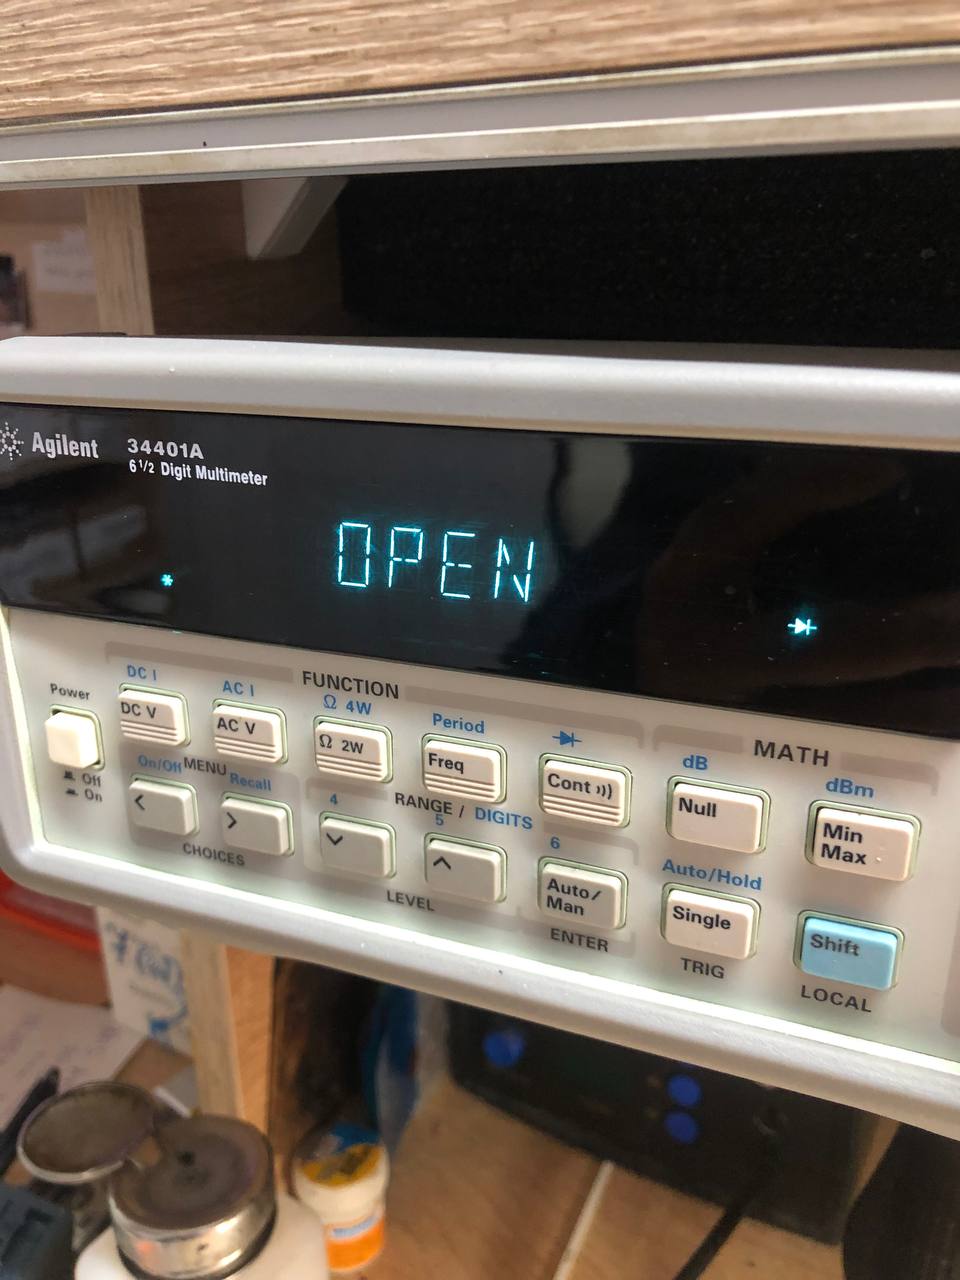 Agilent 34401A
6 1/2 Digit Multimeter
*
OPEN
FUNCTION
MATH
Power
DC I
AC I
Ω 4W
Period
dB
dBm
DC V
AC V
Ω 2W
Freq
Cont
Null
Min
Max
Off
On
On/Off MENU Recall
4
RANGE / DIGITS
5
6
Auto/Hold
<
>
Auto/
Man
Single
Shift
CHOICES
LEVEL
ENTER
TRIG
LOCAL